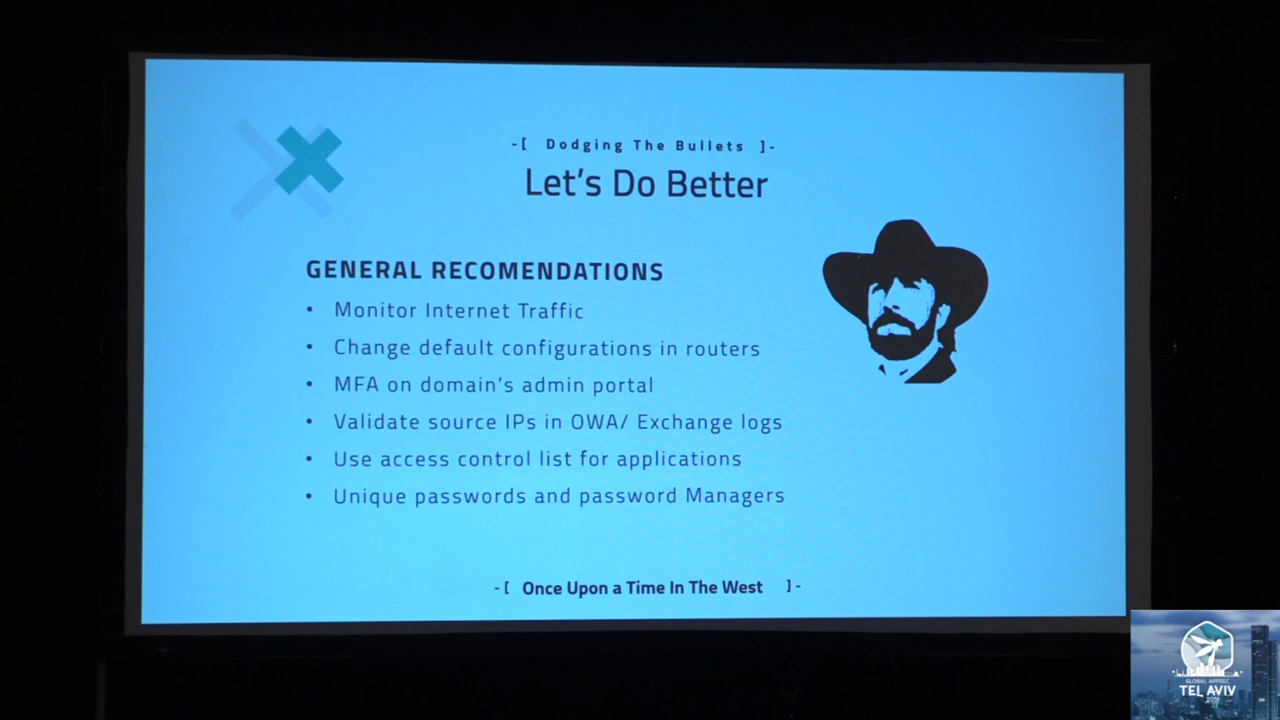 -[ Dodging The Bullets ]-
Let's Do Better
GENERAL RECOMENDATIONS
• Monitor Internet Traffic
• Change default configurations in routers
• MFA on domain's admin portal
• Validate source IPs in OWA/ Exchange logs
• Use access control list for applications
• Unique passwords and password Managers
-[ Once Upon a Time In The West ]-
GLOBAL APPSEC
TEL AVIV